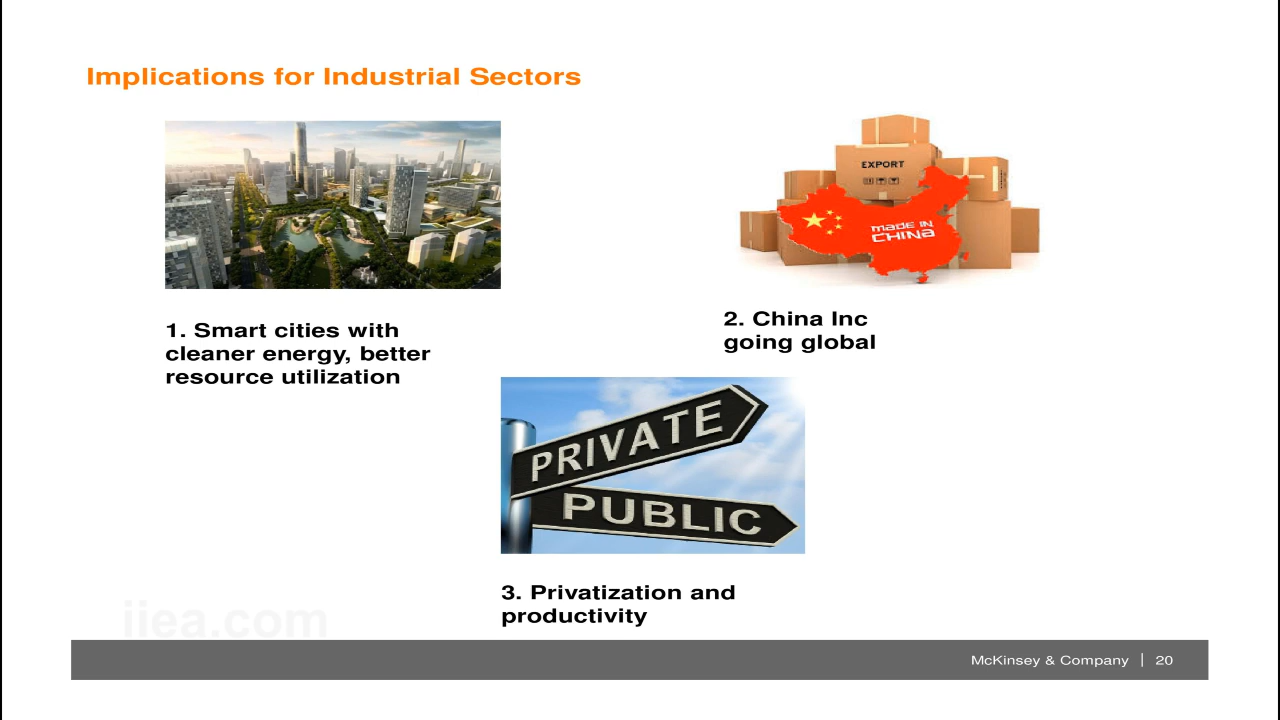 Implications for Industrial Sectors
EXPORT
MADE IN
CHINA
1. Smart cities with
cleaner energy, better
resource utilization
2. China Inc
going global
PRIVATE
PUBLIC
3. Privatization and
productivity
iiea.com
McKinsey & Company | 20